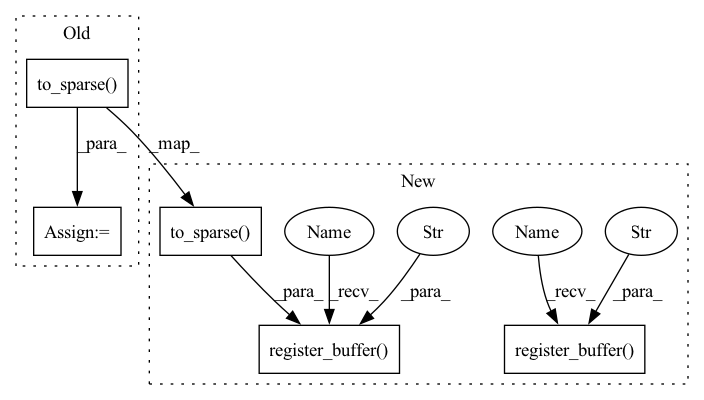 Old
to_sparse()
_para_
_map_
New
Assign:=
to_sparse()
Name
Str
Name
Str
_para_
_recv_
_para_
_recv_
_para_
register_buffer()
register_buffer()